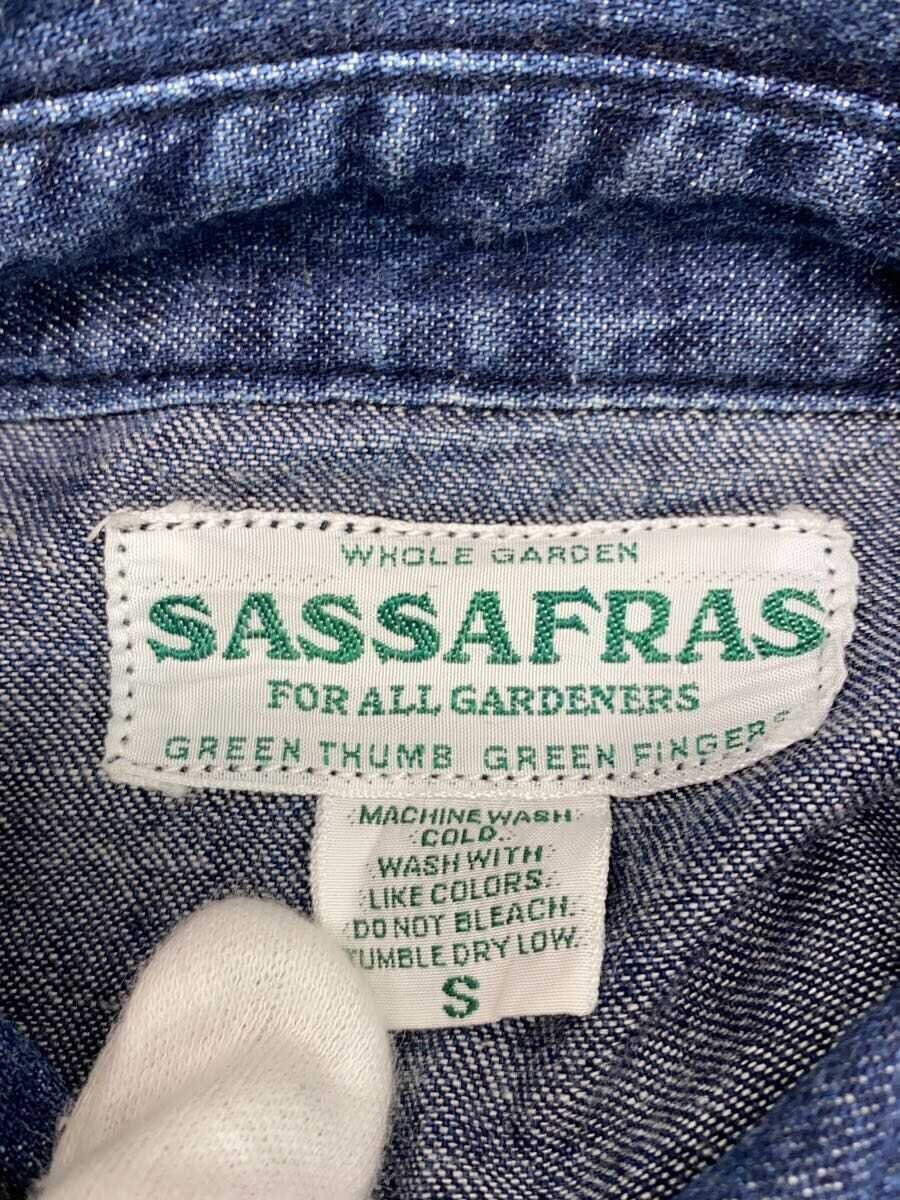 WHOLE GARDEN
SASSAFRAS
FOR ALL GARDENERS
GREEN THUMB GREEN FINGERS
MACHINE WASH
COLD.
WASH WITH
LIKE COLORS.
DO NOT BLEACH.
TUMBLE DRY LOW.
S